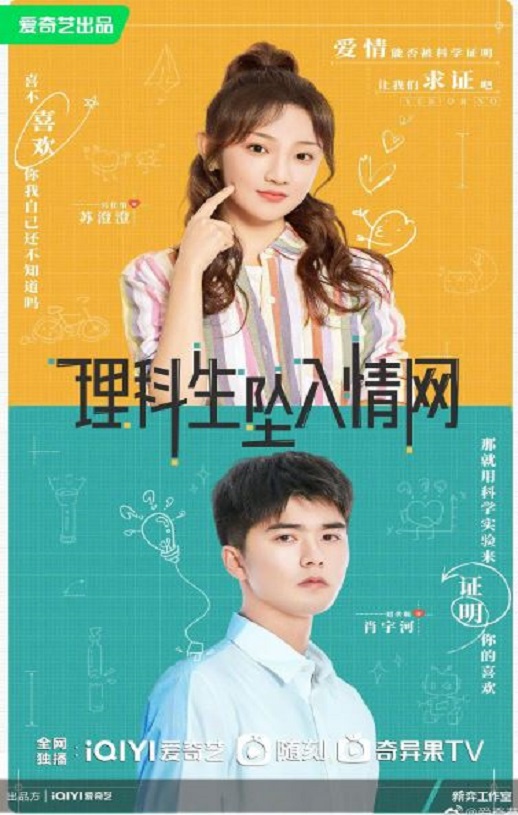 爱奇艺出品
爱情能否被科学证明
让我们求证吧
YES OR NO
喜不喜欢你我自己还不知道吗
苏澄澄
理科生坠入情网
那就用科学实验来证明你的喜欢
肖宇河
全网独播：iQIYI爱奇艺 随刻 奇异果TV
出品方 iQIYI爱奇艺
新弈工作室